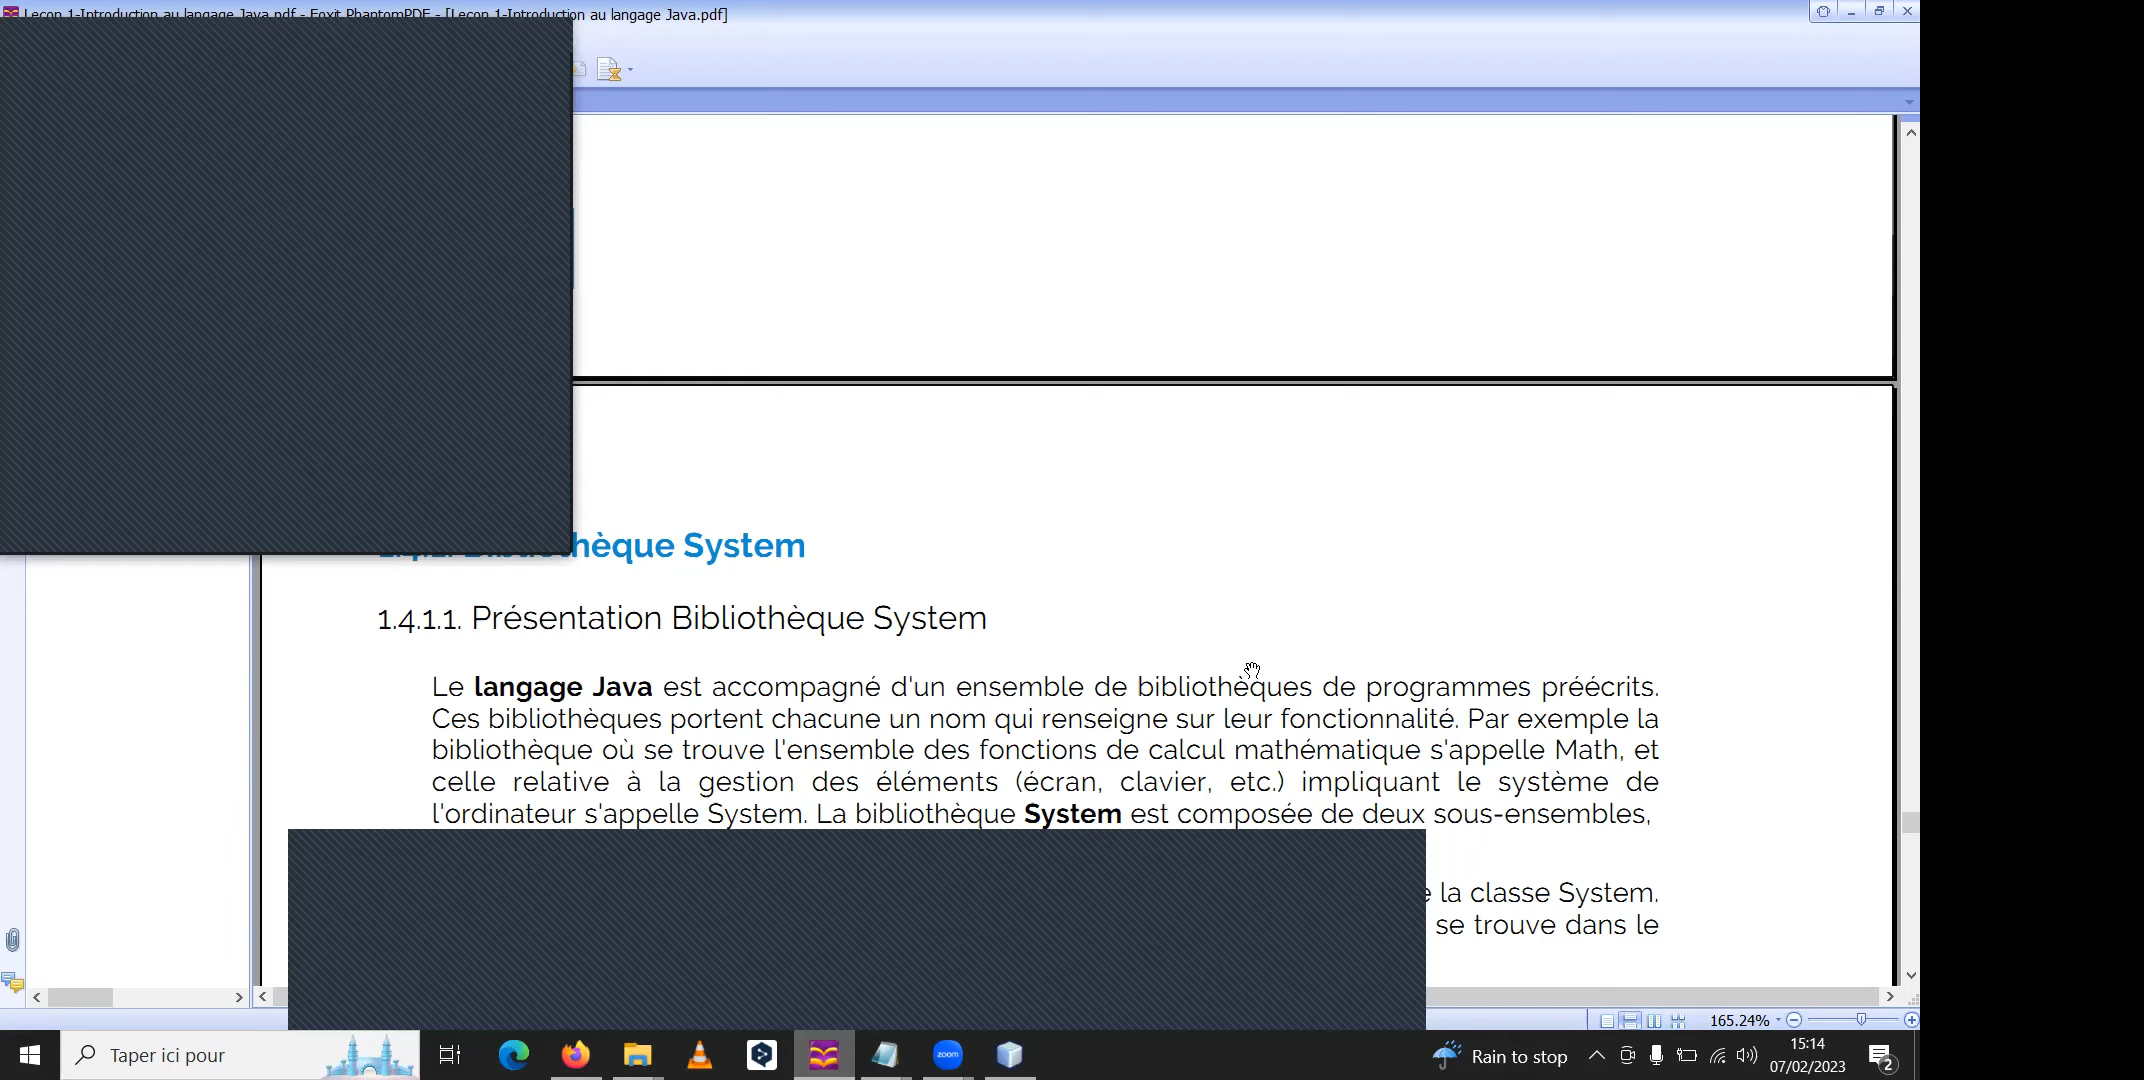 Leçon 1-Introduction au langage Java.pdf - Foxit PhantomPDF - [Leçon 1-Introduction au langage Java.pdf]
hèque System
1.4.1.1. Présentation Bibliothèque System
Le langage Java est accompagné d'un ensemble de bibliothèques de programmes préécrits.
Ces bibliothèques portent chacune un nom qui renseigne sur leur fonctionnalité. Par exemple la
bibliothèque où se trouve l'ensemble des fonctions de calcul mathématique s'appelle Math, et
celle relative à la gestion des éléments (écran, clavier, etc.) impliquant le système de
l'ordinateur s'appelle System. La bibliothèque System est composée de deux sous-ensembles,
la classe System.
se trouve dans le
165.24%
Taper ici pour
zoom
Rain to stop
15:14
07/02/2023
2